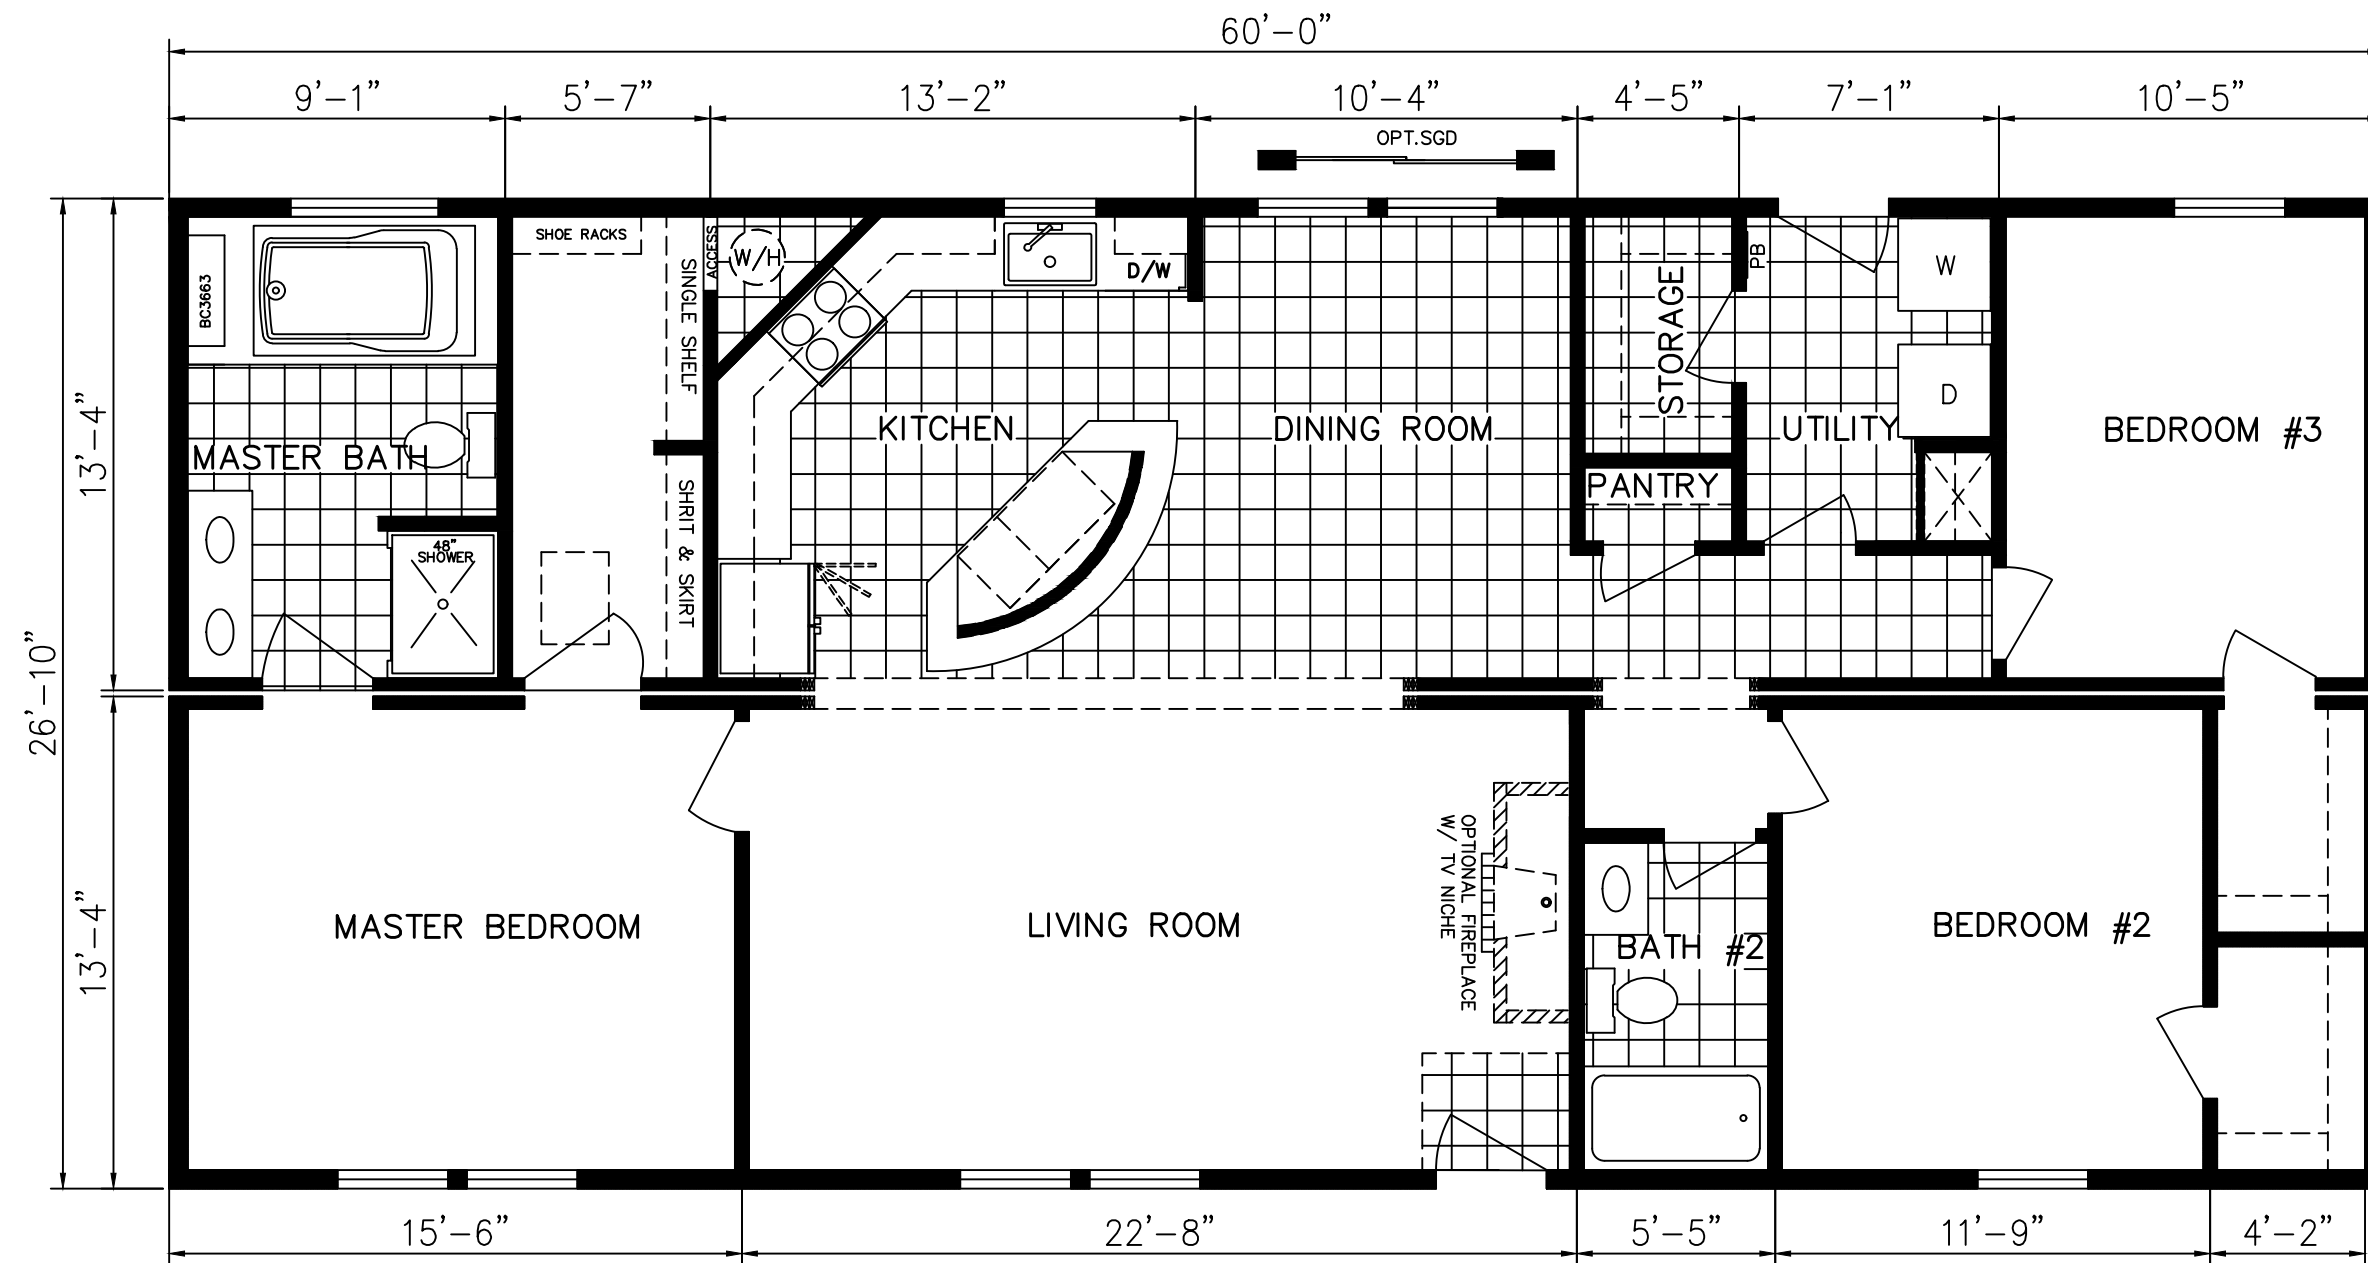 60'-0"
9'-1"
5'-7"
13'-2"
10'-4"
4'-5"
7'-1"
10'-5"
OPT.SGD
SHOE RACKS
ACCESS
W/H
D/W
PB
W
BC3663
SINGLE SHELF
STORAGE
D
13'-4"
KITCHEN
DINING ROOM
UTILITY
BEDROOM #3
MASTER BATH
PANTRY
SHRIT & SKIRT
48"
SHOWER
26'-10"
OPTIONAL FIREPLACE
W/ TV NICHE
13'-4"
MASTER BEDROOM
LIVING ROOM
BATH #2
BEDROOM #2
15'-6"
22'-8"
5'-5"
11'-9"
4'-2"